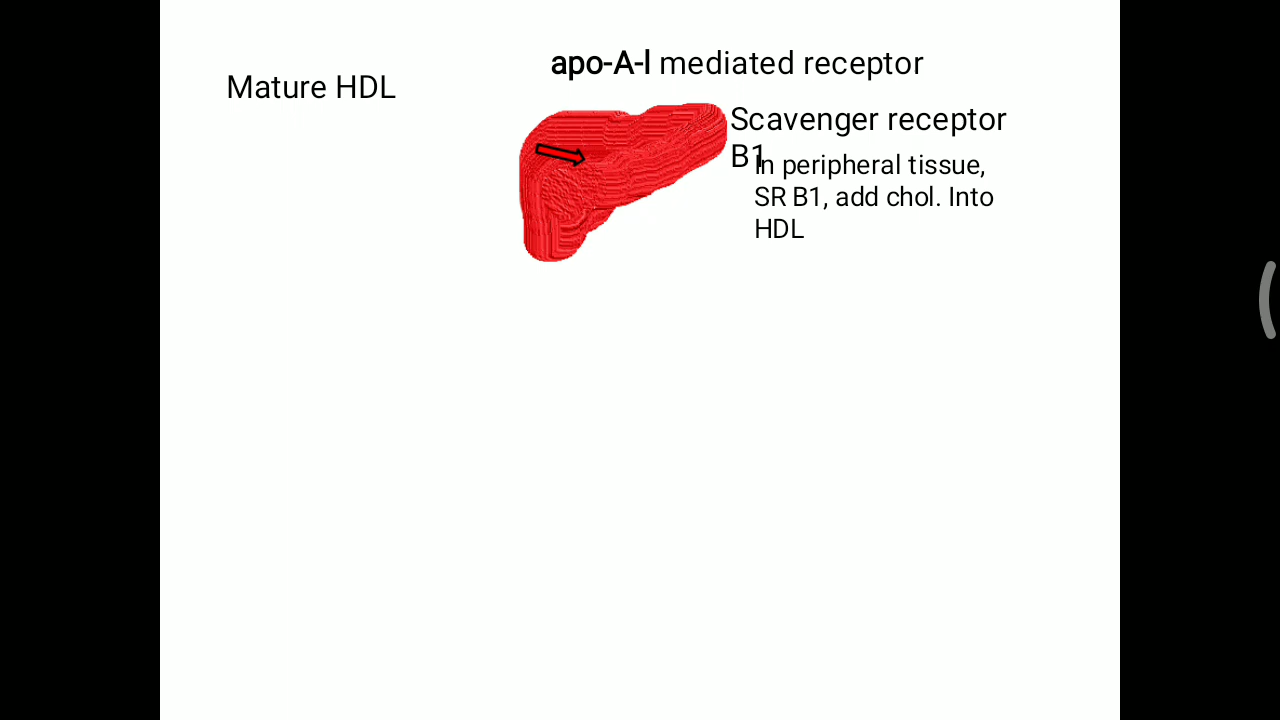 Mature HDL
apo-A-I mediated receptor
Scavenger receptor
B1
In peripheral tissue,
SR B1, add chol. Into
HDL